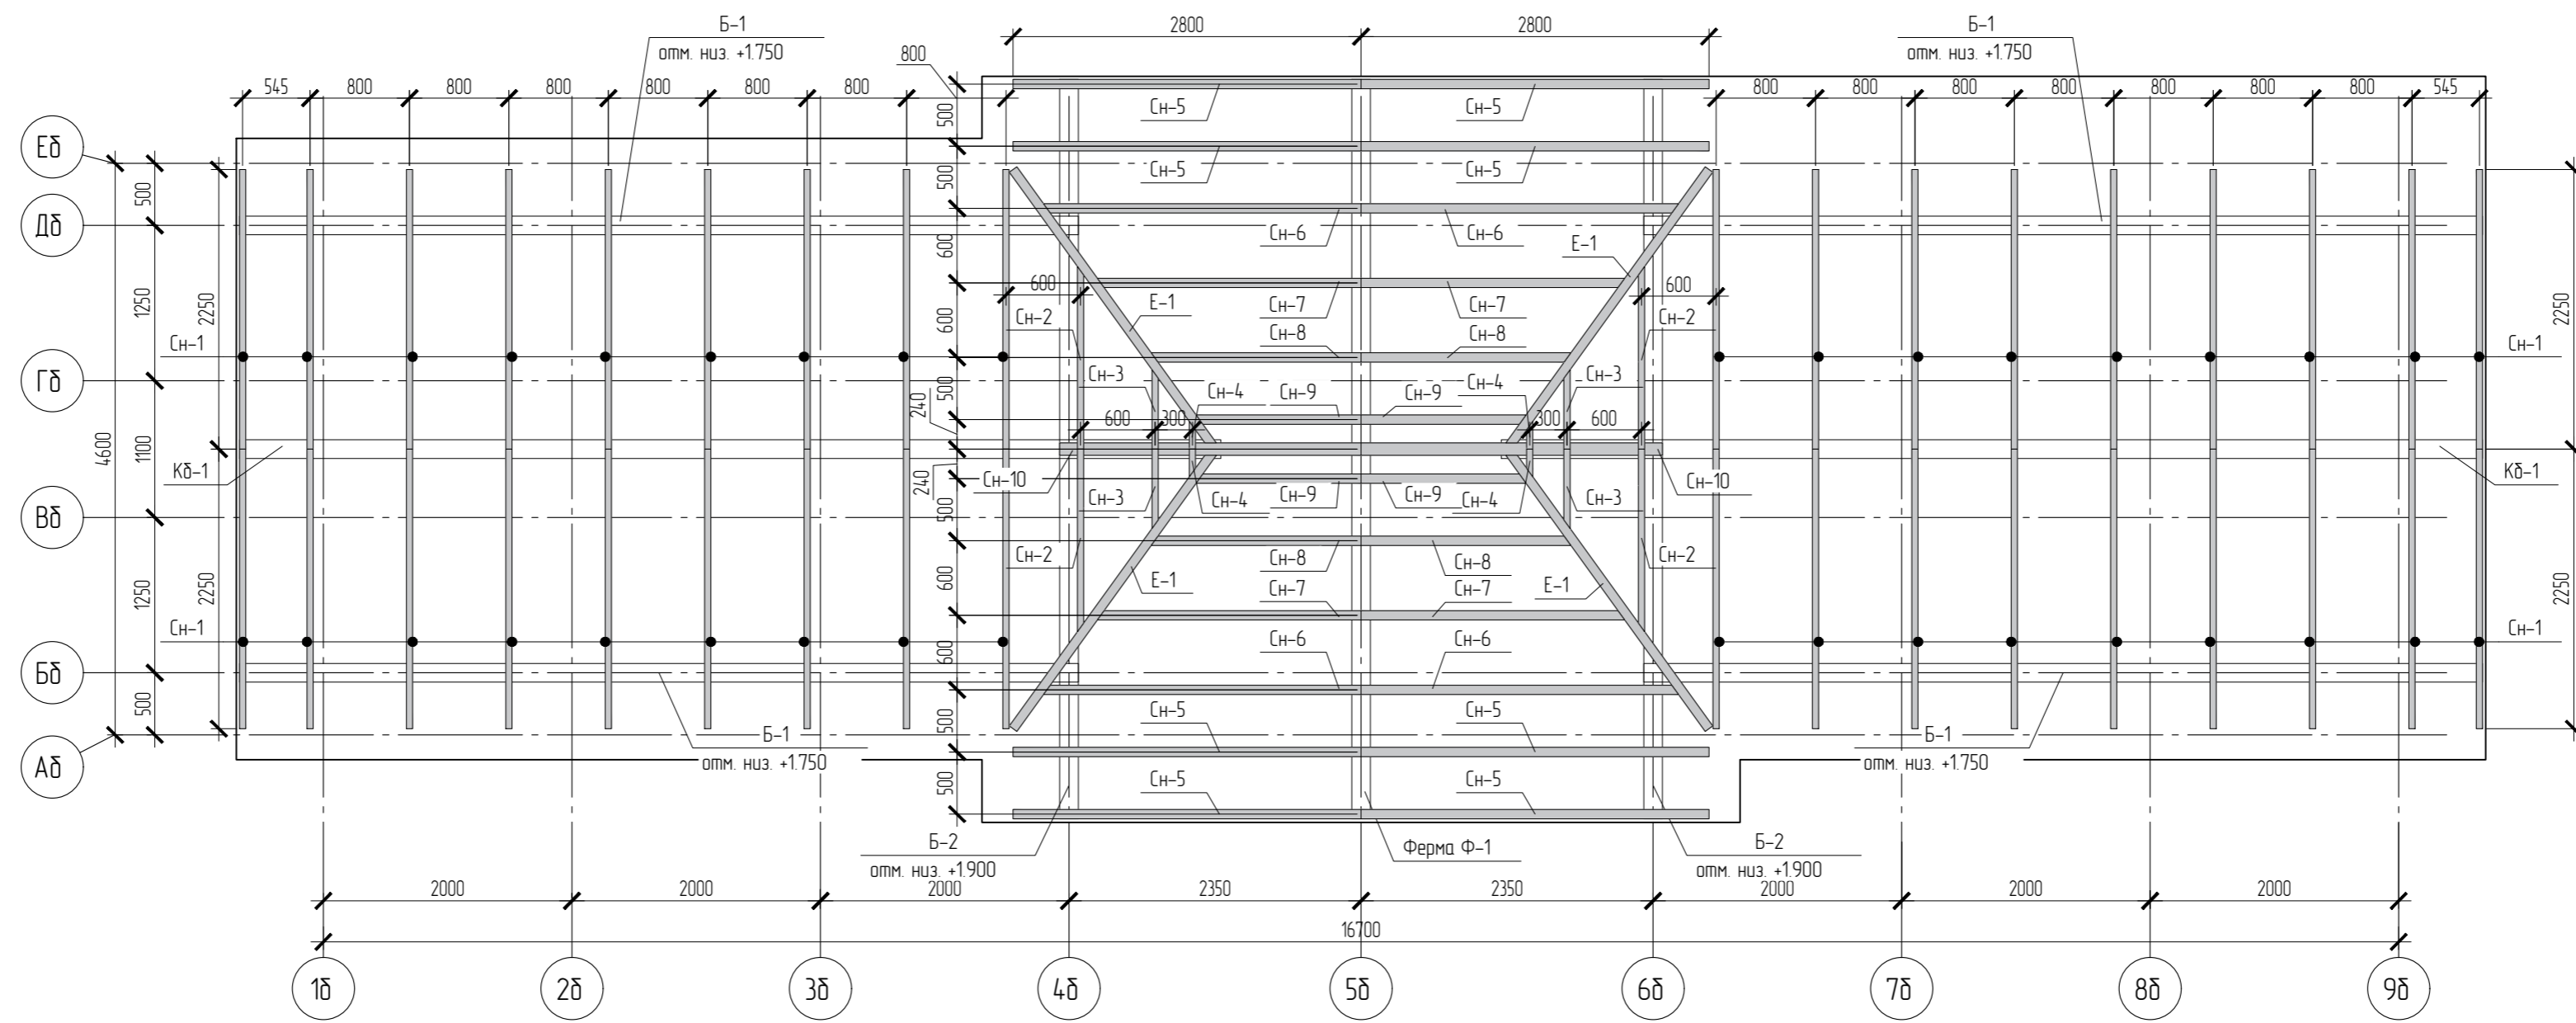 2800
2800
Б-1
отм. низ. +1.750
Б-1
отм. низ. +1.750
800
545
800
800
800
800
800
800
800
800
800
800
800
800
800
545
500
Сн-5
Сн-5
Еб
Сн-5
Сн-5
500
500
Дб
Сн-6
Сн-6
600
Е-1
600
600
1250
2250
Е-1
Сн-7
Сн-7
2250
Сн-2
600
Сн-8
Сн-8
Сн-2
Сн-1
Сн-1
Гб
Сн-3
Сн-4
Сн-9
Сн-9
Сн-4
Сн-3
500
240
600
300
300
600
4600
1100
Кб-1
240
Сн-10
Сн-10
Кб-1
Сн-3
Сн-4
Сн-9
Сн-9
Сн-4
Сн-3
Вб
500
Сн-2
Сн-8
Сн-8
Сн-2
1250
2250
600
Е-1
Сн-7
Сн-7
Е-1
2250
Сн-1
Сн-1
Бб
600
Сн-6
Сн-6
500
500
Сн-5
Сн-5
Б-1
отм. низ. +1.750
Б-1
отм. низ. +1.750
Аб
500
Сн-5
Сн-5
Б-2
отм. низ. +1.900
Ферма Ф-1
Б-2
отм. низ. +1.900
2000
2000
2000
2350
2350
2000
2000
2000
16700
1б
2б
3б
4б
5б
6б
7б
8б
9б